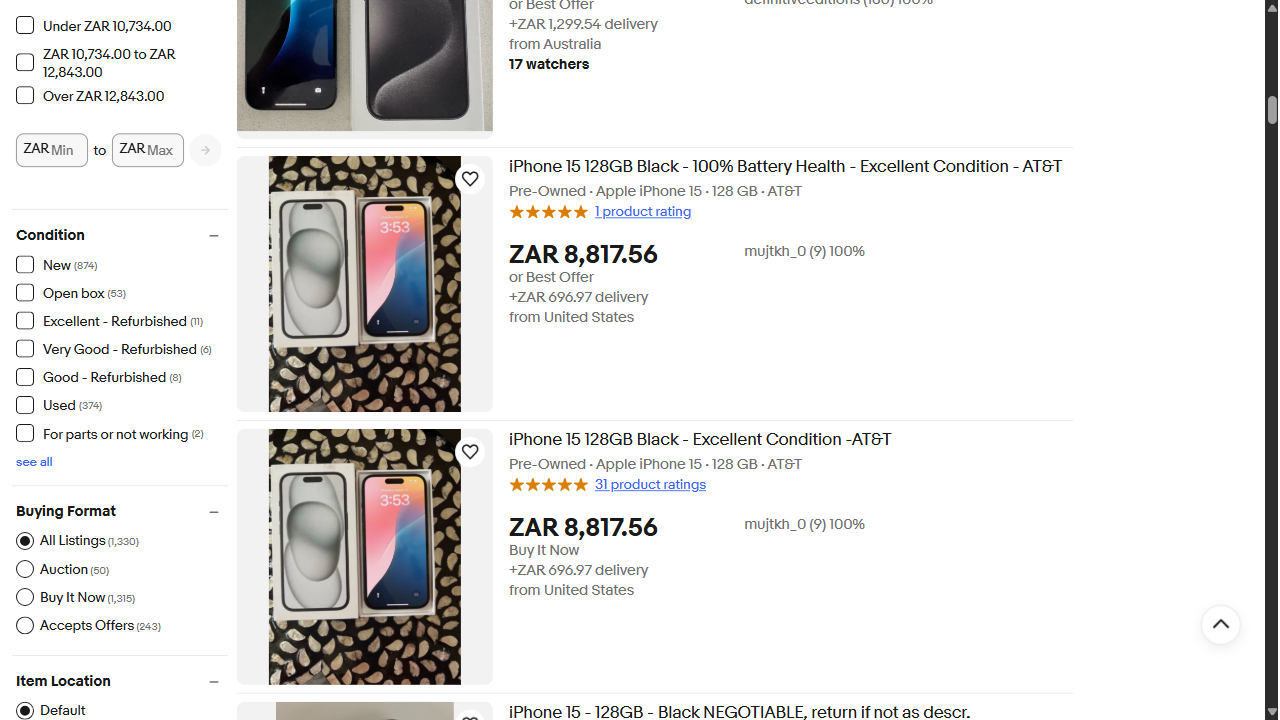 Under ZAR 10,734.00
ZAR 10,734.00 to ZAR
12,843.00
Over ZAR 12,843.00
ZAR Min to ZAR Max
Condition
New (874)
Open box (53)
Excellent - Refurbished (11)
Very Good - Refurbished (6)
Good - Refurbished (8)
Used (374)
For parts or not working (2)
see all
Buying Format
All Listings (1,330)
Auction (50)
Buy It Now (1,315)
Accepts Offers (243)
Item Location
Default
or Best Offer
+ZAR 1,299.54 delivery
from Australia
17 watchers
definitiveeditions (180) 100%
iPhone 15 128GB Black - 100% Battery Health - Excellent Condition - AT&T
Pre-Owned · Apple iPhone 15 · 128 GB · AT&T
1 product rating
ZAR 8,817.56
or Best Offer
+ZAR 696.97 delivery
from United States
mujtkh_0 (9) 100%
3:53
iPhone 15 128GB Black - Excellent Condition -AT&T
Pre-Owned · Apple iPhone 15 · 128 GB · AT&T
31 product ratings
ZAR 8,817.56
Buy It Now
+ZAR 696.97 delivery
from United States
mujtkh_0 (9) 100%
3:53
iPhone 15 - 128GB - Black NEGOTIABLE, return if not as descr.